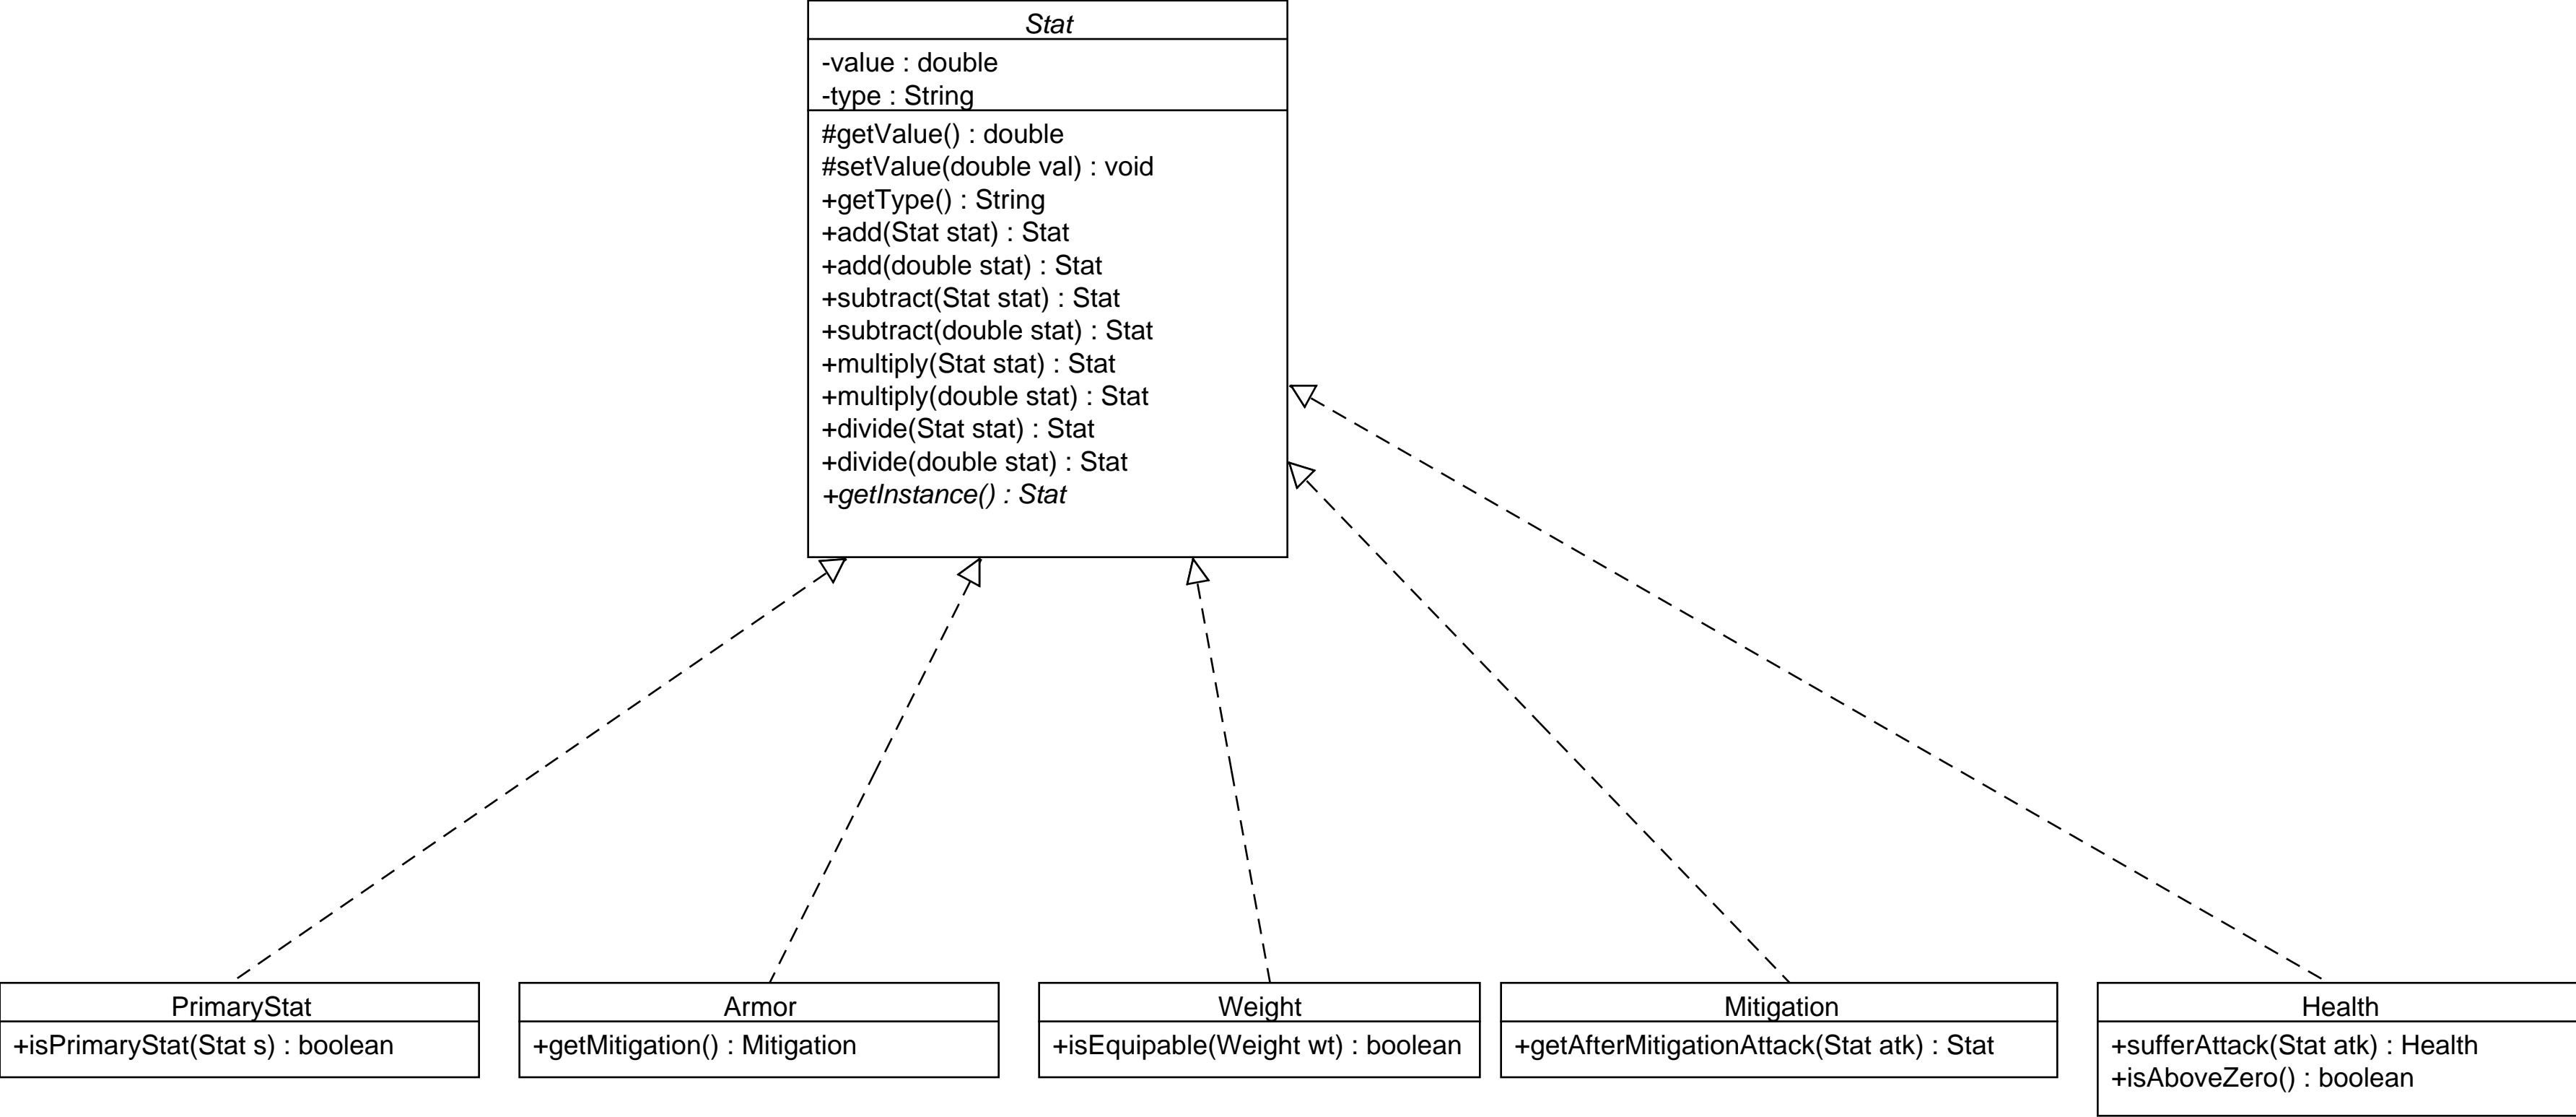 Stat
-value : double
-type : String
#getValue() : double
#setValue(double val) : void
+getType() : String
+add(Stat stat) : Stat
+add(double stat) : Stat
+subtract(Stat stat) : Stat
+subtract(double stat) : Stat
+multiply(Stat stat) : Stat
+multiply(double stat) : Stat
+divide(Stat stat) : Stat
+divide(double stat) : Stat
+getInstance() : Stat
PrimaryStat
+isPrimaryStat(Stat s) : boolean
Armor
+getMitigation() : Mitigation
Weight
+isEquipable(Weight wt) : boolean
Mitigation
+getAfterMitigationAttack(Stat atk) : Stat
Health
+sufferAttack(Stat atk) : Health
+isAboveZero() : boolean